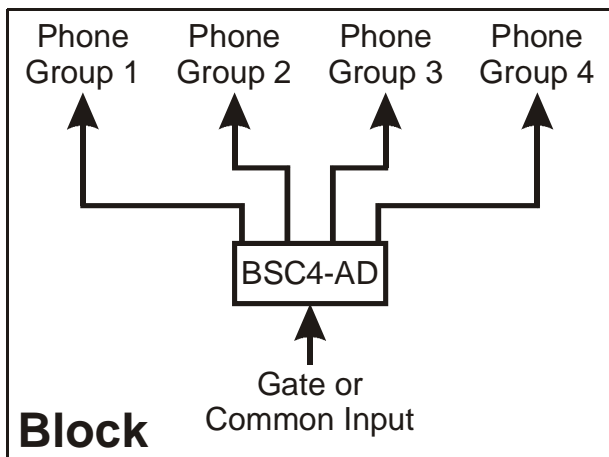 Phone
Group 1
Phone
Group 2
Phone
Group 3
Phone
Group 4
BSC4-AD
Gate or
Common Input
Block